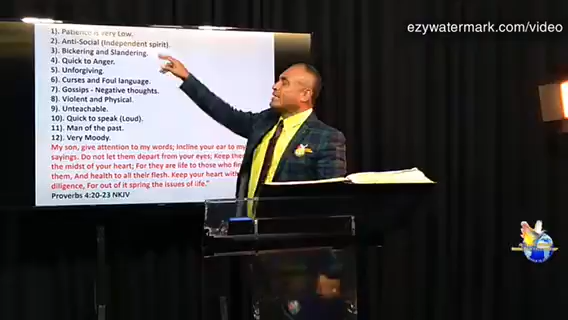 ezywatermark.com/video
1). Patience is very Low.
2). Anti-Social (Independent spirit).
3). Bickering and Slandering.
4). Quick to Anger.
5). Unforgiving.
6). Curses and Foul language.
7). Gossips - Negative thoughts.
8). Violent and Physical.
9). Unteachable.
10). Quick to speak (Loud).
11). Man of the past.
12). Very Moody.
My son, give attention to my words; Incline your ear to my
sayings. Do not let them depart from your eyes; Keep
the midst of your heart; For they are life to those who
them, And health to all their flesh. Keep your heart
diligence, For out of it spring the issues of life."
Proverbs 4:20-23 NKJV